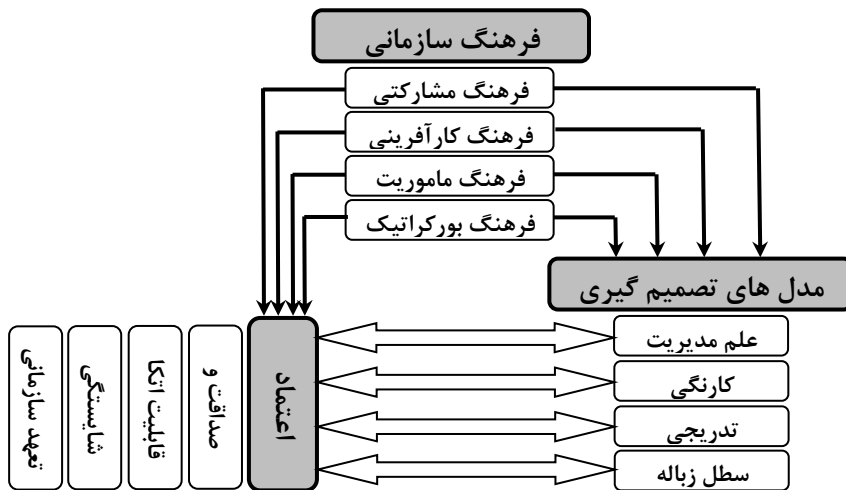 فرهنگ سازمانی
فرهنگ مشارکتی
فرهنگ کارآفرینی
فرهنگ ماموریت
فرهنگ بورکراتیک
مدل های تصمیم گیری
علم مدیریت
کارنگی
تدریجی
سطل زباله
اعتماد
صداقت و
قابلیت اتکا
شایستگی
تعهد سازمانی